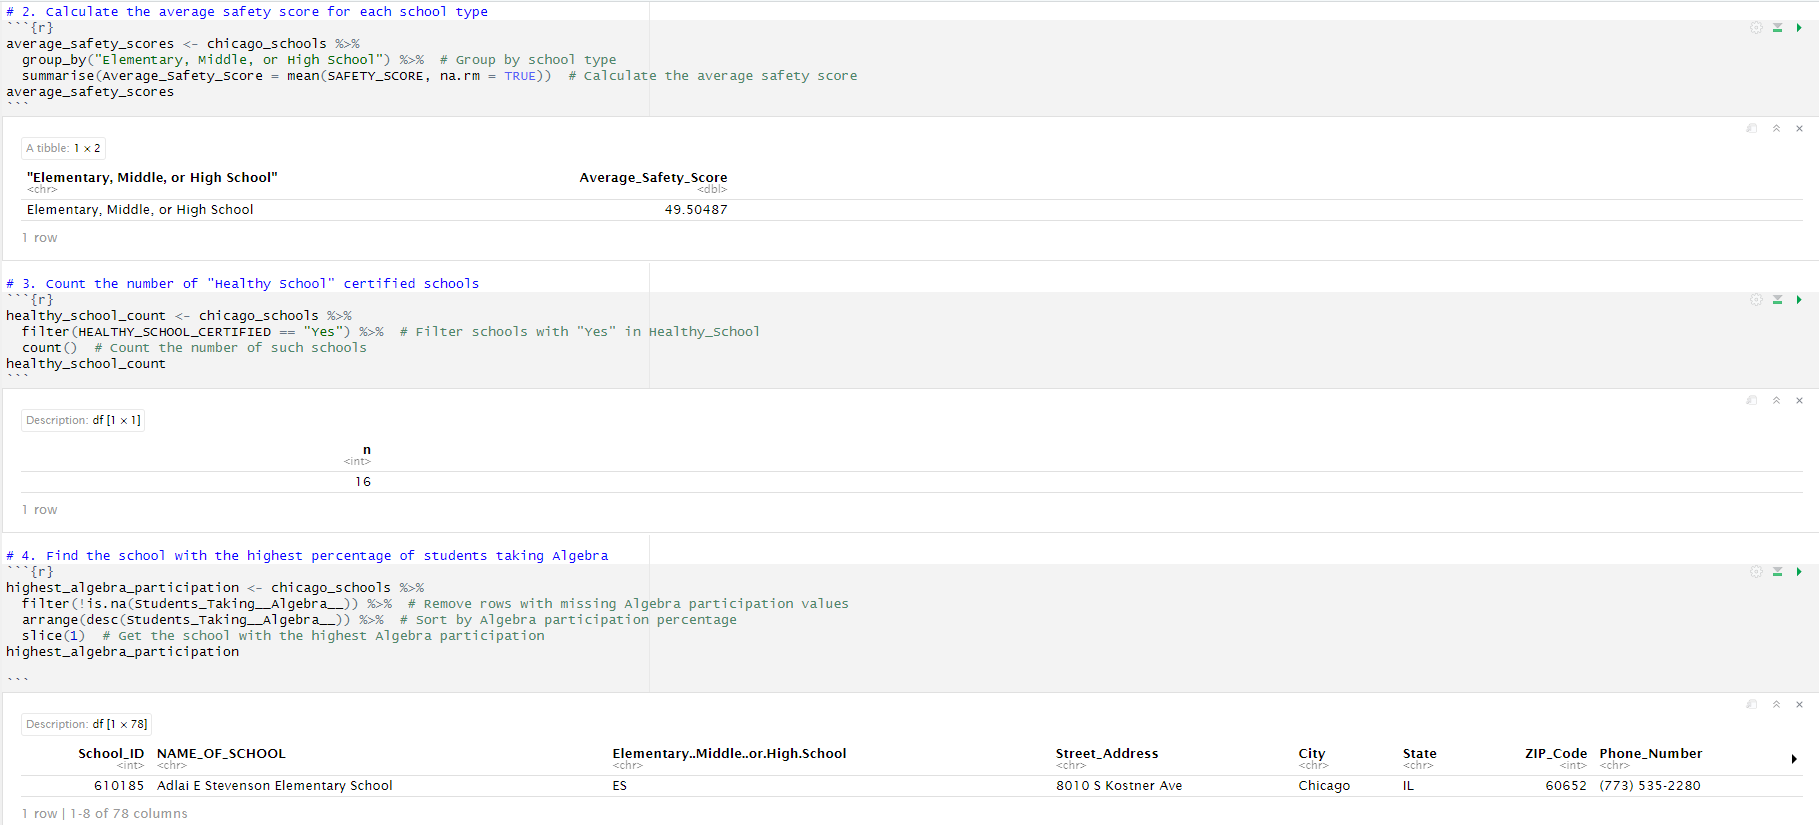 # 2. Calculate the average safety score for each school type
```{r}
average_safety_scores <- chicago_schools %>%
  group_by("Elementary, Middle, or High School") %>%  # Group by school type
  summarise(Average_Safety_Score = mean(SAFETY_SCORE, na.rm = TRUE))  # Calculate the average safety score
average_safety_scores
```
A tibble: 1 × 2
"Elementary, Middle, or High School" Average_Safety_Score
<chr> <dbl>
Elementary, Middle, or High School 49.50487
1 row
# 3. Count the number of "Healthy School" certified schools
```{r}
healthy_school_count <- chicago_schools %>%
  filter(HEALTHY_SCHOOL_CERTIFIED == "Yes") %>%  # Filter schools with "Yes" in Healthy_School
  count()  # Count the number of such schools
healthy_school_count
```
Description: df [1 × 1]
n
<int>
16
1 row
# 4. Find the school with the highest percentage of students taking Algebra
```{r}
highest_algebra_participation <- chicago_schools %>%
  filter(!is.na(Students_Taking__Algebra__)) %>%  # Remove rows with missing Algebra participation values
  arrange(desc(Students_Taking__Algebra__)) %>%  # Sort by Algebra participation percentage
  slice(1)  # Get the school with the highest Algebra participation
highest_algebra_participation
```
Description: df [1 × 78]
School_ID NAME_OF_SCHOOL Elementary..Middle..or.High.School Street_Address City State ZIP_Code Phone_Number
<int> <chr> <chr> <chr> <chr> <chr> <int> <chr>
610185 Adlai E Stevenson Elementary School ES 8010 S Kostner Ave Chicago IL 60652 (773) 535-2280
1 row | 1-8 of 78 columns